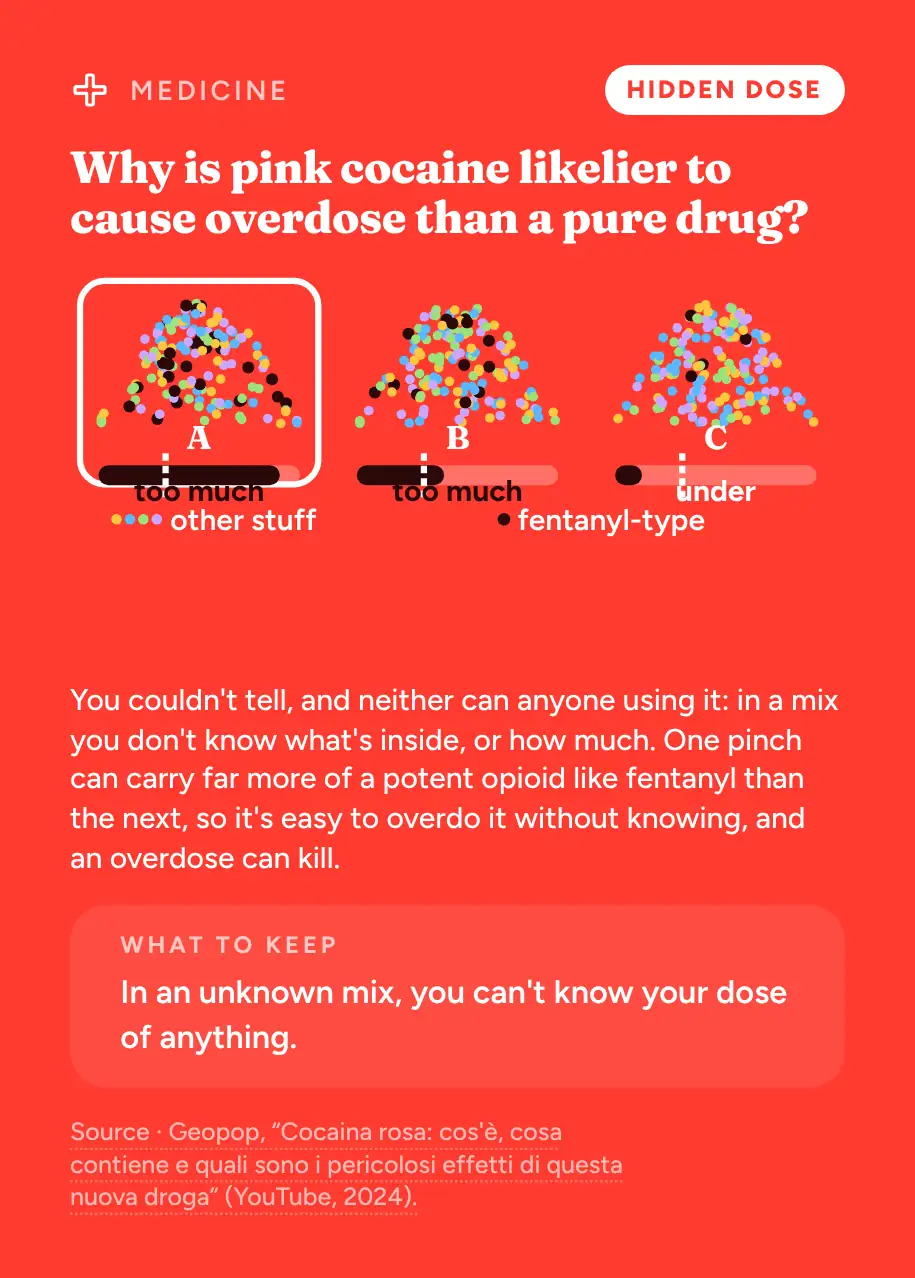 MEDICINE
HIDDEN DOSE
Why is pink cocaine likelier to
cause overdose than a pure drug?
A
B
C
too much
too much
under
other stuff
fentanyl-type
You couldn't tell, and neither can anyone using it: in a mix
you don't know what's inside, or how much. One pinch
can carry far more of a potent opioid like fentanyl than
the next, so it's easy to overdo it without knowing, and
an overdose can kill.
WHAT TO KEEP
In an unknown mix, you can't know your dose
of anything.
Source · Geopop, “Cocaina rosa: cos'è, cosa
contiene e quali sono i pericolosi effetti di questa
nuova droga” (YouTube, 2024).